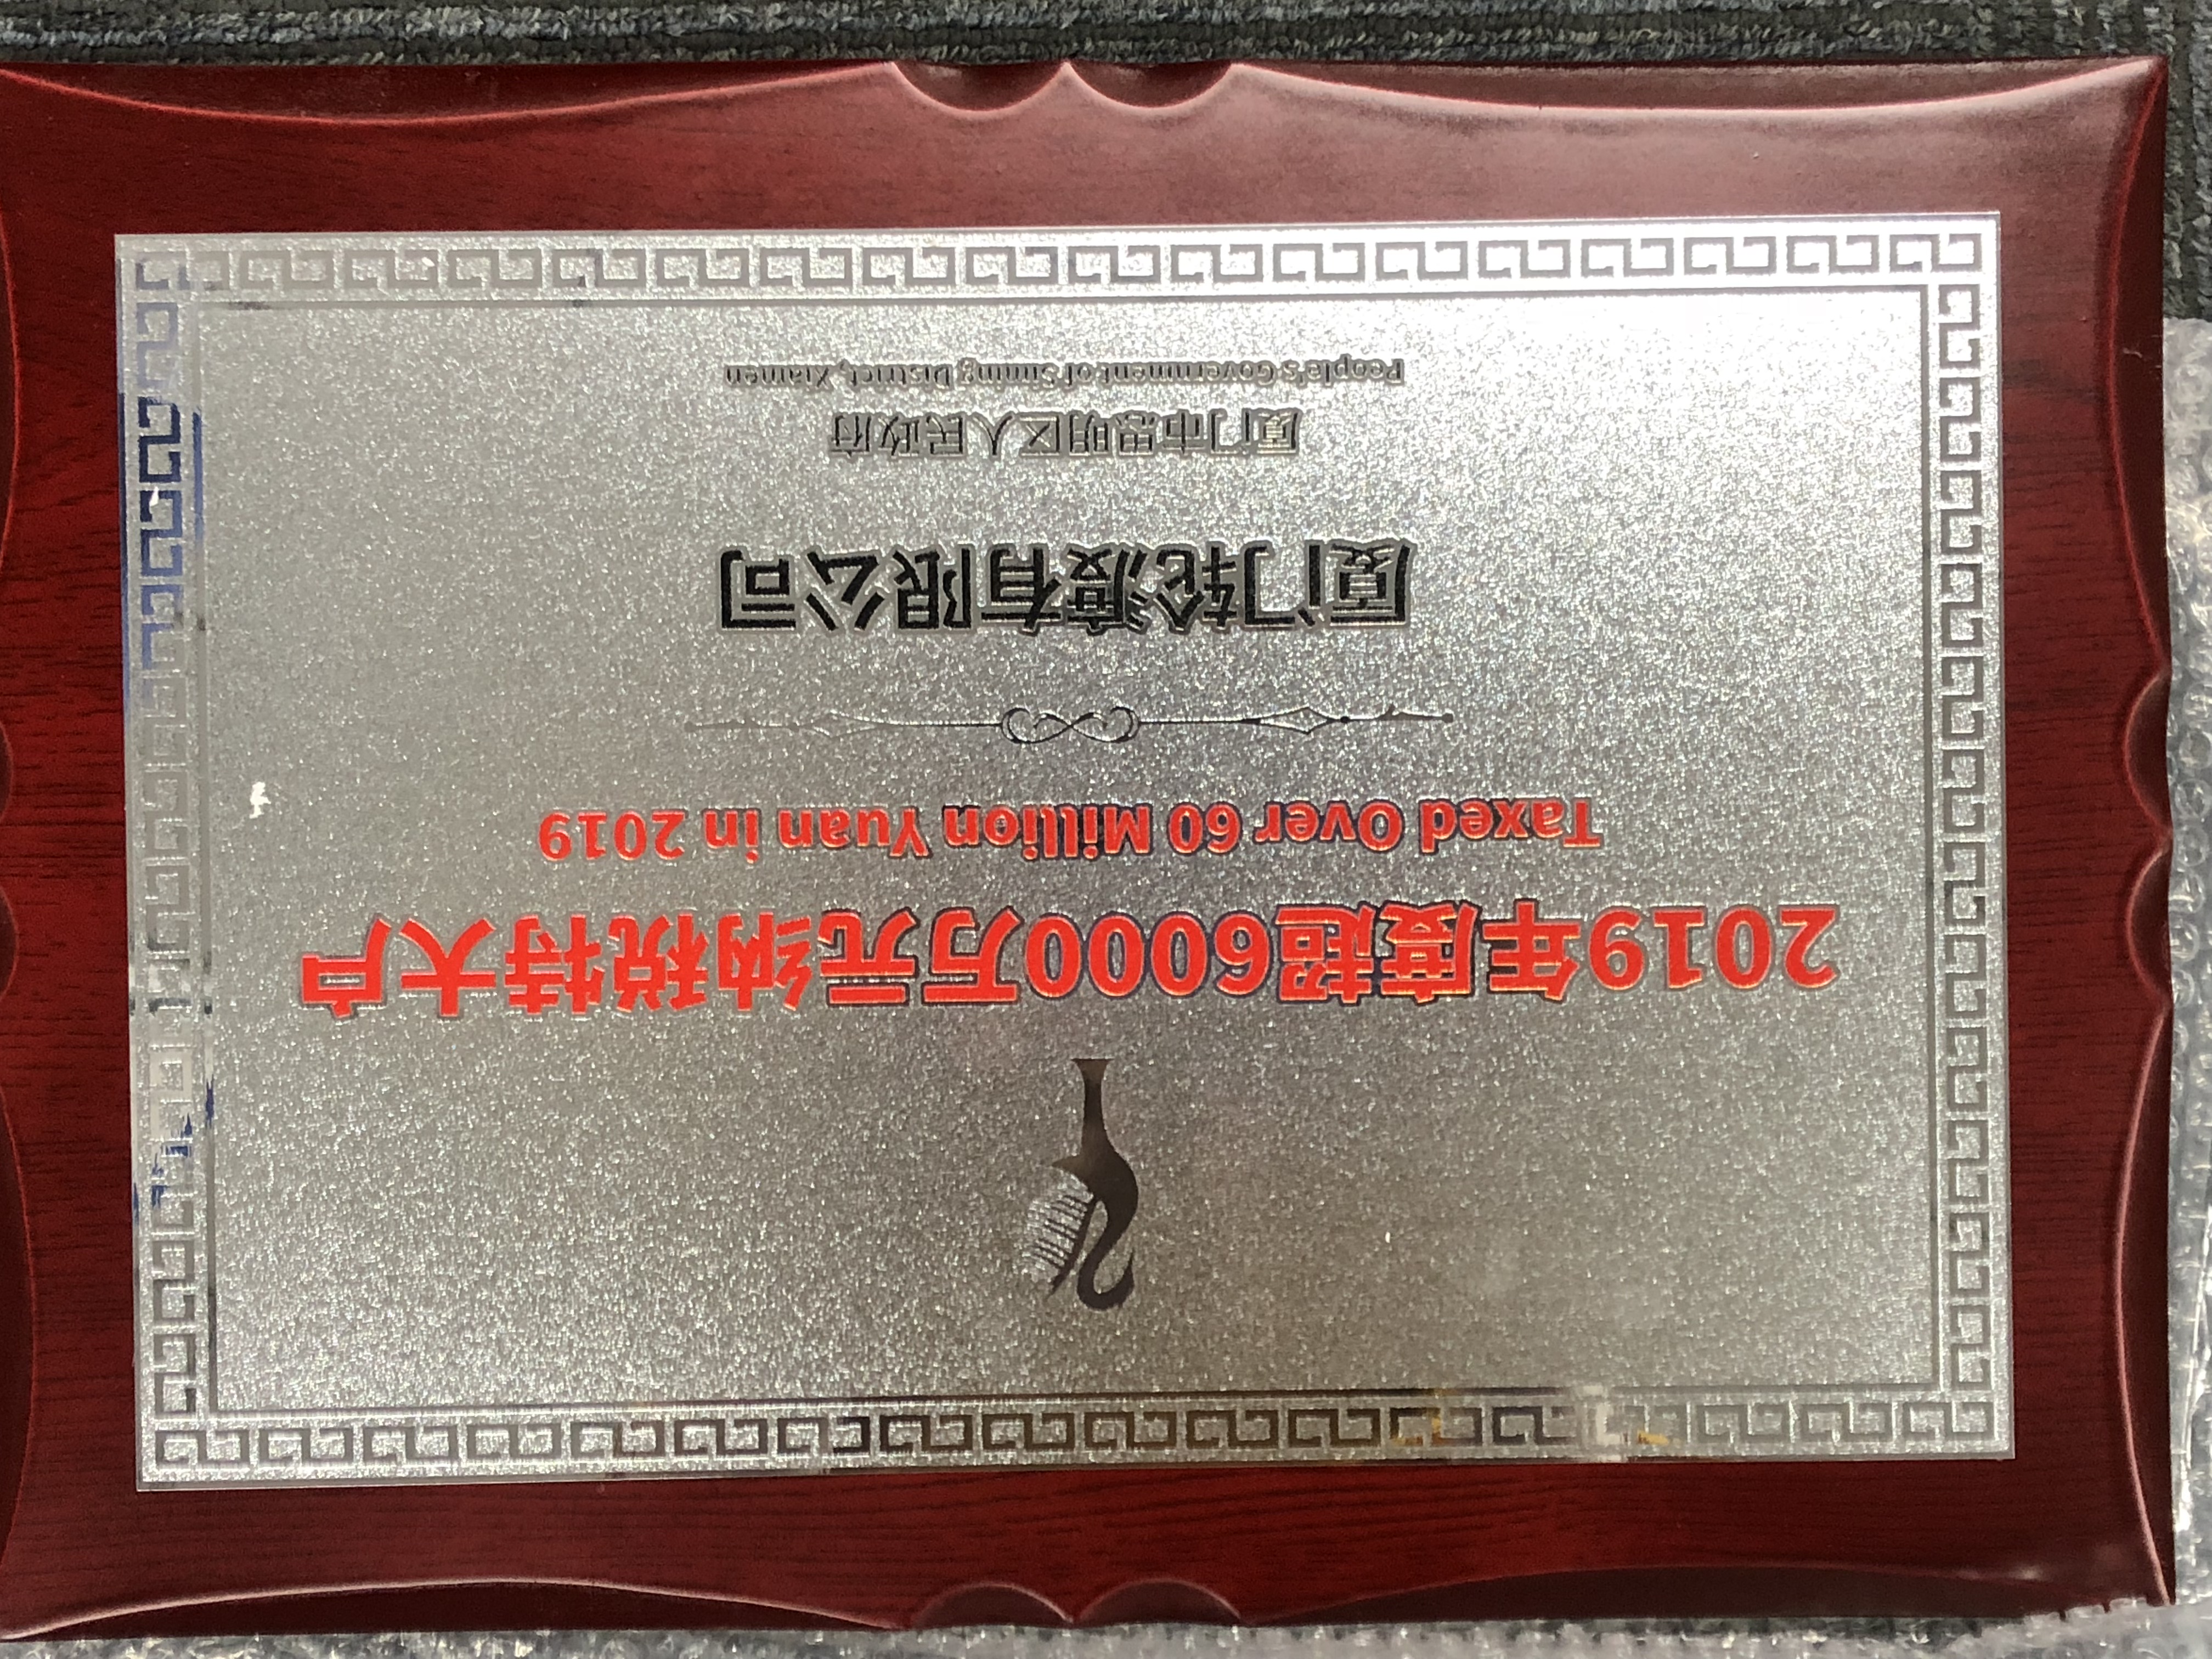 2019年度超6000万元纳税特大户
Taxed Over 60 Million Yuan in 2019
厦门轮渡有限公司
厦门市思明区人民政府
People's Government of Siming District, Xiamen